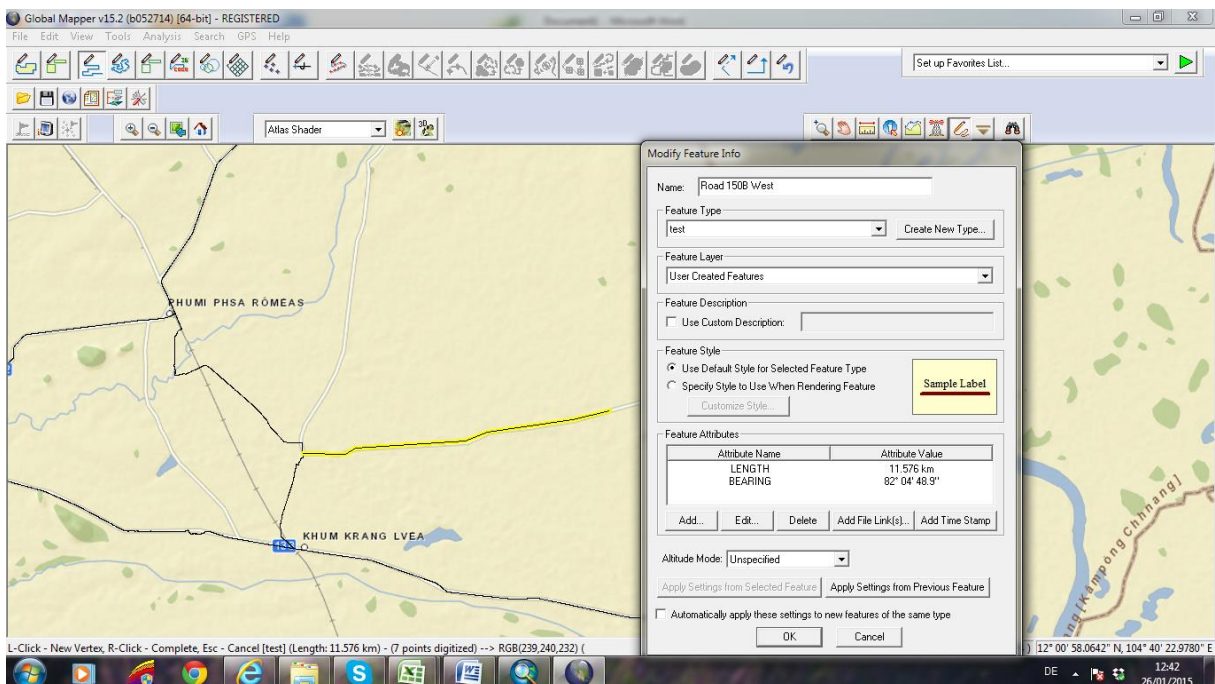 Global Mapper v15.2 (b052714) [64-bit] - REGISTERED
File Edit View Tools Analysis Search GPS Help
Set up Favorites List...
Atlas Shader
3D
PHUMI PHSA RÔMÉAS
KHUM KRANG LVEA
Modify Feature Info
Name: Road 150B West
Feature Type
test
Create New Type...
Feature Layer
User Created Features
Feature Description
Use Custom Description:
Feature Style
Use Default Style for Selected Feature Type
Specify Style to Use When Rendering Feature
Customize Style...
Sample Label
Feature Attributes
Attribute Name Attribute Value
LENGTH 11.576 km
BEARING 82° 04' 48.9"
Add... Edit... Delete Add File Link(s)... Add Time Stamp
Altitude Mode: Unspecified
Apply Settings from Selected Feature Apply Settings from Previous Feature
Automatically apply these settings to new features of the same type
OK Cancel
[Kâmpóng Chhnang]
L-Click - New Vertex, R-Click - Complete, Esc - Cancel [test] (Length: 11.576 km) - (7 points digitized) --> RGB(239,240,232) (
) 12° 00' 58.0642" N, 104° 40' 22.9780" E
DE
12:42
26/01/2015